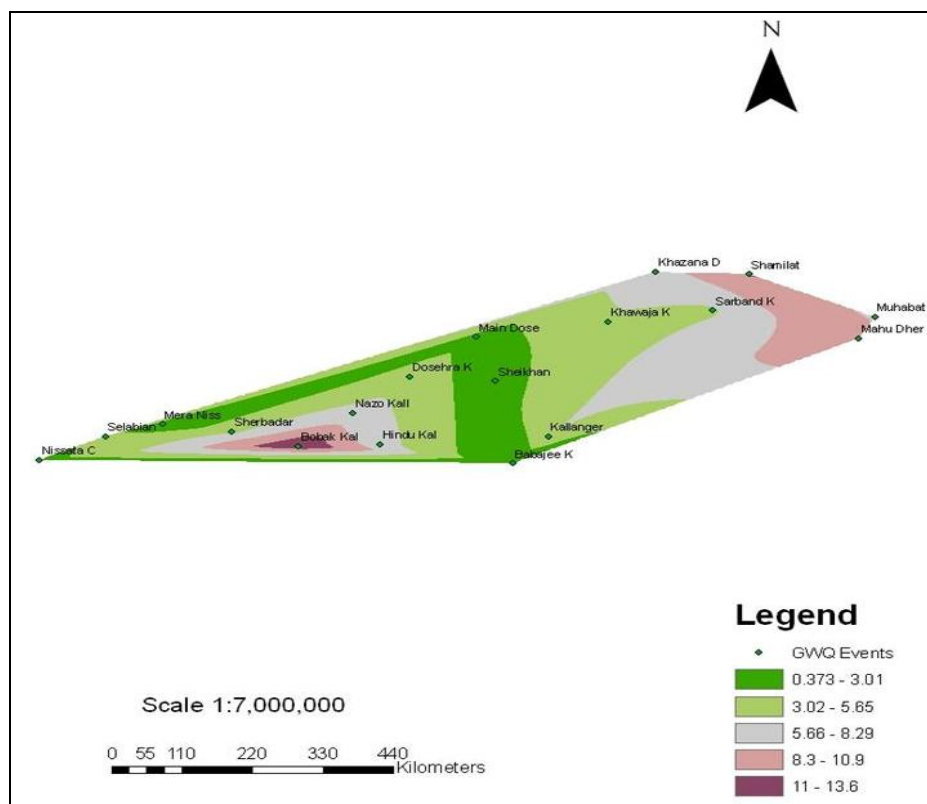 N
Khazana D
Shamilat
Muhabat
Sarband K
Khawaja K
Mahu Dher
Main Dose
Dosehra K
Sheikhan
Nazo Kall
Mera Niss
Sherbadar
Selabian
Kallanger
Bobak Kal
Hindu Kal
Nissata C
Babajee K
Legend
GWQ Events
0.373 - 3.01
3.02 - 5.65
5.66 - 8.29
8.3 - 10.9
11 - 13.6
Scale 1:7,000,000
0 55 110 220 330 440
Kilometers